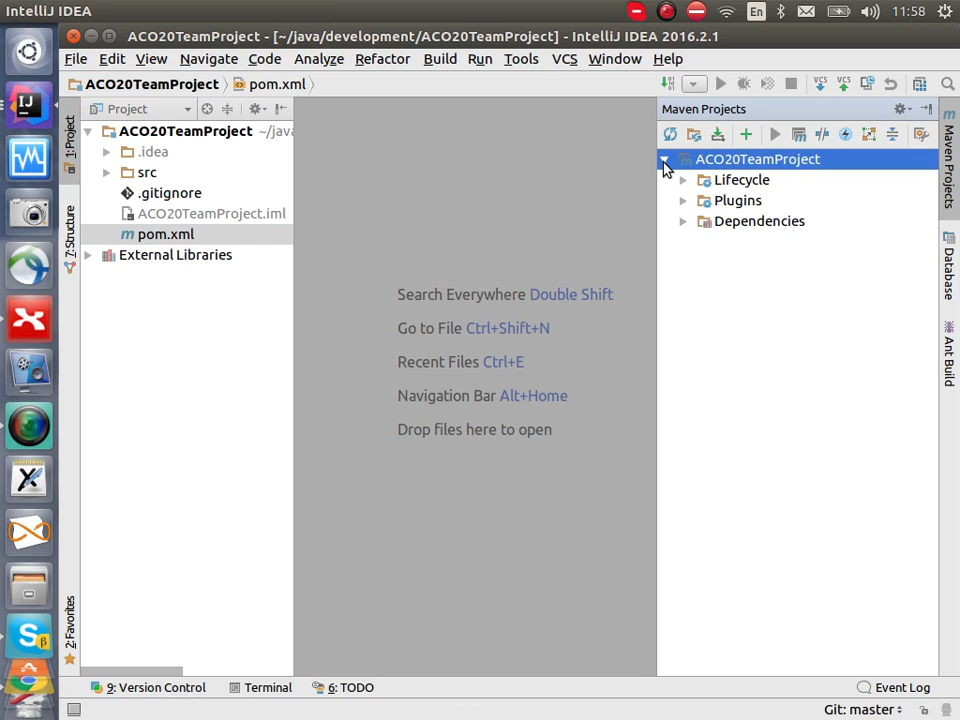 IntelliJ IDEA
En
11:58
ACO20TeamProject - [~/java/development/ACO20TeamProject] - IntelliJ IDEA 2016.2.1
File Edit View Navigate Code Analyze Refactor Build Run Tools VCS Window Help
ACO20TeamProject
pom.xml
VCS
VCS
1: Project
7: Structure
2: Favorites
Project
ACO20TeamProject ~/java
.idea
src
.gitignore
ACO20TeamProject.iml
pom.xml
External Libraries
Search Everywhere Double Shift
Go to File Ctrl+Shift+N
Recent Files Ctrl+E
Navigation Bar Alt+Home
Drop files here to open
Maven Projects
ACO20TeamProject
Lifecycle
Plugins
Dependencies
Maven Projects
Database
Ant Build
9: Version Control
Terminal
6: TODO
Event Log
Git: master